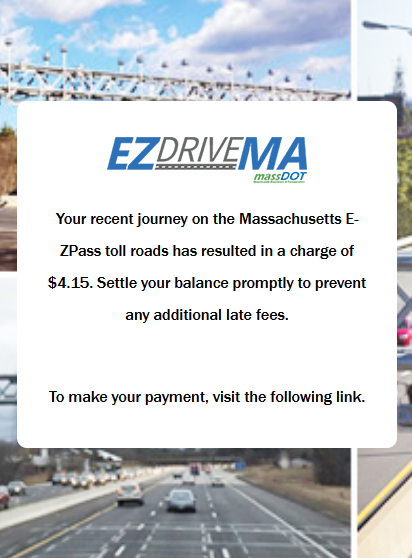 EZDRIVEMA
massDOT
Your recent journey on the Massachusetts E-
ZPass toll roads has resulted in a charge of
$4.15. Settle your balance promptly to prevent
any additional late fees.
To make your payment, visit the following link.